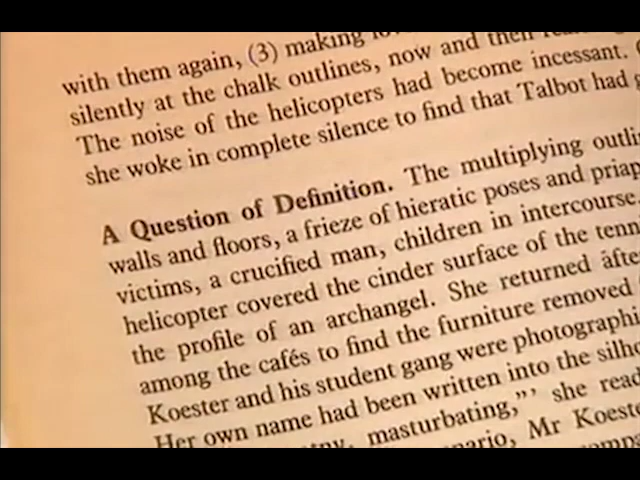 with them again, (3) making
silently at the chalk outlines, now and then
The noise of the helicopters had become incessant.
she woke in complete silence to find that Talbot had
A Question of Definition. The multiplying
walls and floors, a frieze of hieratic poses and
victims, a crucified man, children in intercourse.
helicopter covered the cinder surface of the
the profile of an archangel. She returned
among the cafés to find the furniture removed
Koester and his student gang were
Her own name had been written into the
masturbating,”’ she
Mr